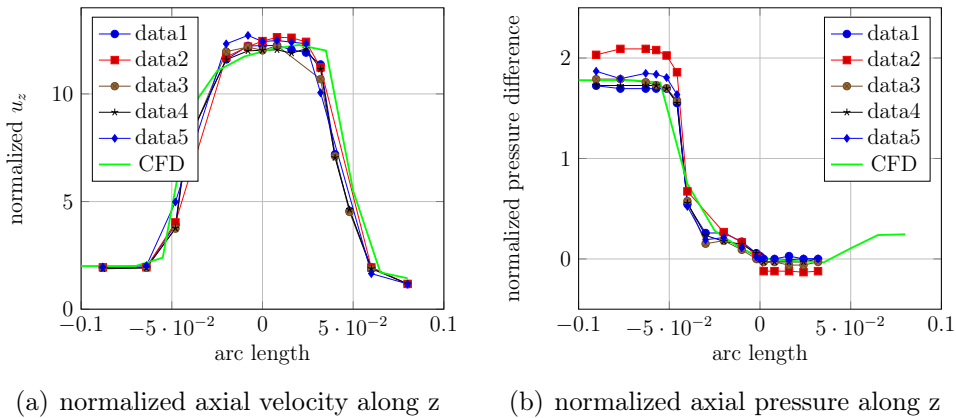 data1
data2
data3
data4
data5
CFD
normalized u_z
10
5
0
−0.1
−5·10⁻²
0
5·10⁻²
0.1
arc length
(a) normalized axial velocity along z
data1
data2
data3
data4
data5
CFD
normalized pressure difference
2
1
0
−0.1
−5·10⁻²
0
5·10⁻²
0.1
arc length
(b) normalized axial pressure along z